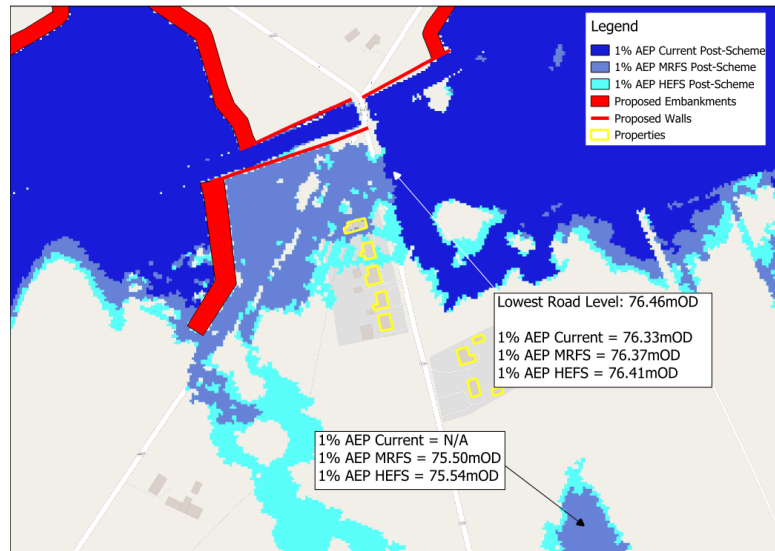 Legend
1% AEP Current Post-Scheme
1% AEP MRFS Post-Scheme
1% AEP HEFS Post-Scheme
Proposed Embankments
Proposed Walls
Properties
Lowest Road Level: 76.46mOD
1% AEP Current = 76.33mOD
1% AEP MRFS = 76.37mOD
1% AEP HEFS = 76.41mOD
1% AEP Current = N/A
1% AEP MRFS = 75.50mOD
1% AEP HEFS = 75.54mOD